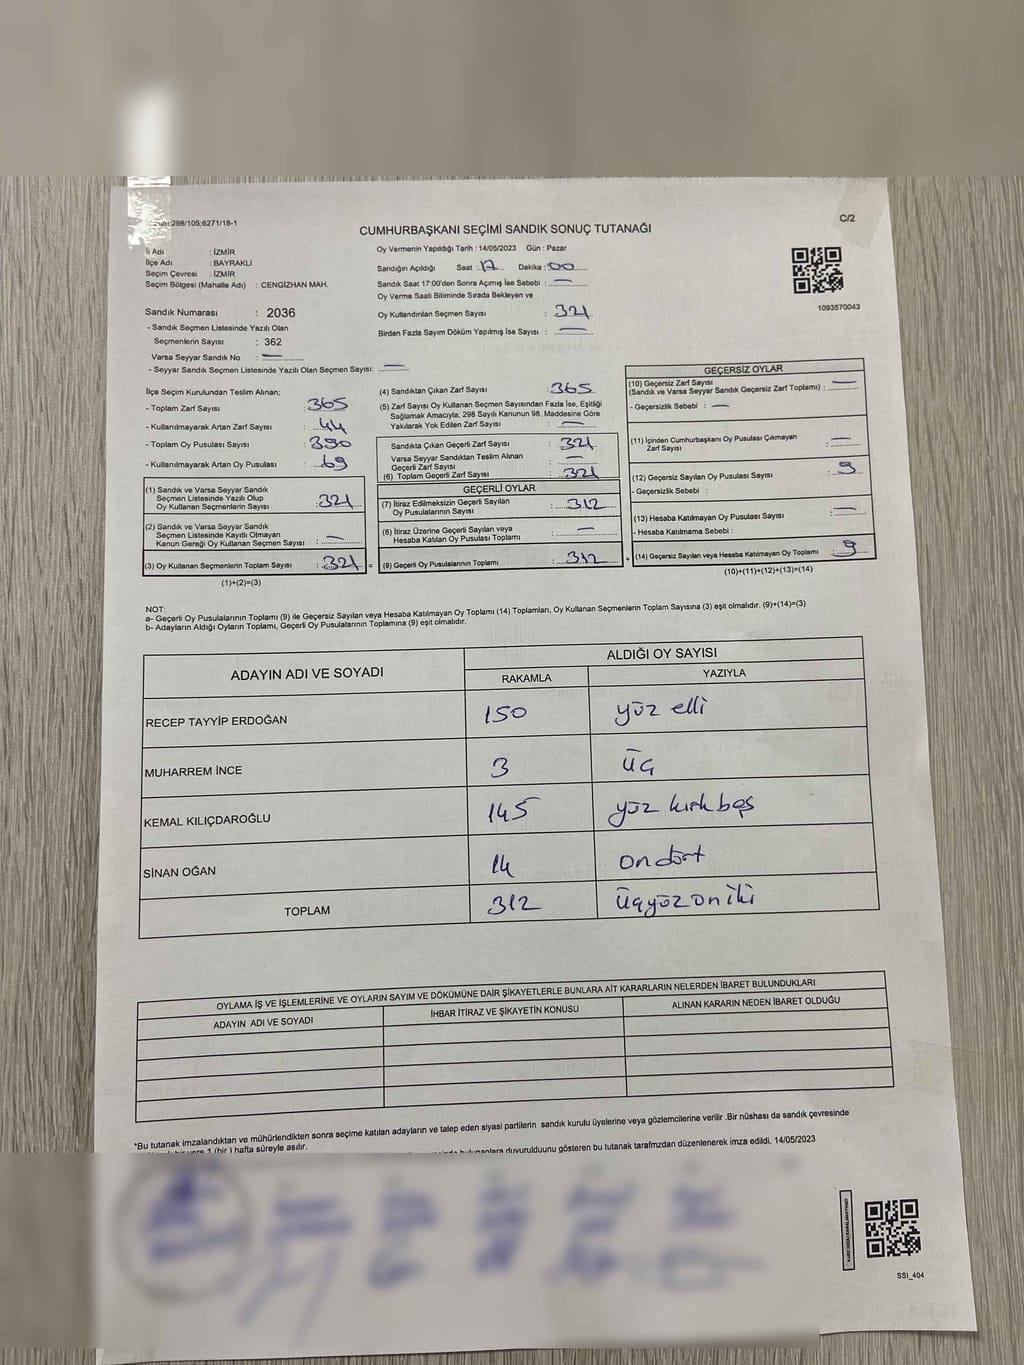 298/105;6271/18-1
C/2
CUMHURBAŞKANI SEÇİMİ SANDIK SONUÇ TUTANAĞI
İl Adı : İZMİR
İlçe Adı : BAYRAKLI
Seçim Çevresi : İZMİR
Seçim Bölgesi (Mahalle Adı) : CENGİZHAN MAH.
Oy Vermenin Yapıldığı Tarih : 14/05/2023 Gün : Pazar
Sandığın Açıldığı Saat : 17 Dakika : 00
Sandık Saat 17:00'den Sonra Açımış İse Sebebi : —
Oy Verme Saati Bitiminde Sırada Bekleyen ve
Oy Kullandırılan Seçmen Sayısı : 321
Birden Fazla Sayım Döküm Yapılmış İse Sayısı : —
1093570043
Sandık Numarası : 2036
- Sandık Seçmen Listesinde Yazılı Olan
Seçmenlerin Sayısı : 362
Varsa Seyyar Sandık No : —
- Seyyar Sandık Seçmen Listesinde Yazılı Olan Seçmen Sayısı: —
İlçe Seçim Kurulundan Teslim Alınan;
- Toplam Zarf Sayısı : 365
- Kullanılmayarak Artan Zarf Sayısı : 44
- Toplam Oy Pusulası Sayısı : 390
- Kullanılmayarak Artan Oy Pusulası : 69
(1) Sandık ve Varsa Seyyar Sandık
Seçmen Listesinde Yazılı Olup
Oy Kullanan Seçmenlerin Sayısı : 321
(2) Sandık ve Varsa Seyyar Sandık
Seçmen Listesinde Kayıtlı Olmayan
Kanun Gereği Oy Kullanan Seçmen Sayısı : —
(3) Oy Kullanan Seçmenlerin Toplam Sayısı : 321 =
(1)+(2)=(3)
(4) Sandıktan Çıkan Zarf Sayısı : 365
(5) Zarf Sayısı Oy Kullanan Seçmen Sayısından Fazla İse, Eşitliği
Sağlamak Amacıyla; 298 Sayılı Kanunun 98. Maddesine Göre
Yakılarak Yok Edilen Zarf Sayısı : —
Sandıkta Çıkan Geçerli Zarf Sayısı : 321
Varsa Seyyar Sandıktan Teslim Alınan
Geçerli Zarf Sayısı : —
(6) Toplam Geçerli Zarf Sayısı : 321
GEÇERLİ OYLAR
(7) İtiraz Edilmeksizin Geçerli Sayılan
Oy Pusulalarının Sayısı : 312
(8) İtiraz Üzerine Geçerli Sayılan veya
Hesaba Katılan Oy Pusulası Toplamı : —
(9) Geçerli Oy Pusulalarının Toplamı : 312 +
GEÇERSİZ OYLAR
(10) Geçersiz Zarf Sayısı
(Sandık ve Varsa Seyyar Sandık Geçersiz Zarf Toplamı) : —
- Geçersizlik Sebebi : —
(11) İçinden Cumhurbaşkanı Oy Pusulası Çıkmayan
Zarf Sayısı : —
(12) Geçersiz Sayılan Oy Pusulası Sayısı : 9
- Geçersizlik Sebebi :
(13) Hesaba Katılmayan Oy Pusulası Sayısı : —
- Hesaba Katılmama Sebebi :
(14) Geçersiz Sayılan veya Hesaba Katılmayan Oy Toplamı : 9
(10)+(11)+(12)+(13)=(14)
NOT:
a- Geçerli Oy Pusulalarının Toplamı (9) ile Geçersiz Sayılan veya Hesaba Katılmayan Oy Toplamı (14) Toplamları, Oy Kullanan Seçmenlerin Toplam Sayısına (3) eşit olmalıdır. (9)+(14)=(3)
b- Adayların Aldığı Oyların Toplamı, Geçerli Oy Pusulalarının Toplamına (9) eşit olmalıdır.
ADAYIN ADI VE SOYADI ALDIĞI OY SAYISI
RAKAMLA YAZIYLA
RECEP TAYYİP ERDOĞAN 150 yüz elli
MUHARREM İNCE 3 üç
KEMAL KILIÇDAROĞLU 145 yüz kırk beş
SİNAN OĞAN 14 on dört
TOPLAM 312 üçyüz on iki
OYLAMA İŞ VE İŞLEMLERİNE VE OYLARIN SAYIM VE DÖKÜMÜNE DAİR ŞİKAYETLERLE BUNLARA AİT KARARLARIN NELERDEN İBARET BULUNDUKLARI
ADAYIN ADI VE SOYADI İHBAR İTİRAZ VE ŞİKAYETİN KONUSU ALINAN KARARIN NEDEN İBARET OLDUĞU
*Bu tutanak imzalandıktan ve mühürlendikten sonra seçime katılan adayların ve talep eden siyasi partilerin sandık kurulu üyelerine veya gözlemcilerine verilir .Bir nüshası da sandık çevresinde
1 (bir ) hafta süreyle asılır.
duyurulduunu gösteren bu tutanak tarafmzdan düzenlenerek imza edildi. 14/05/2023
SSI_404